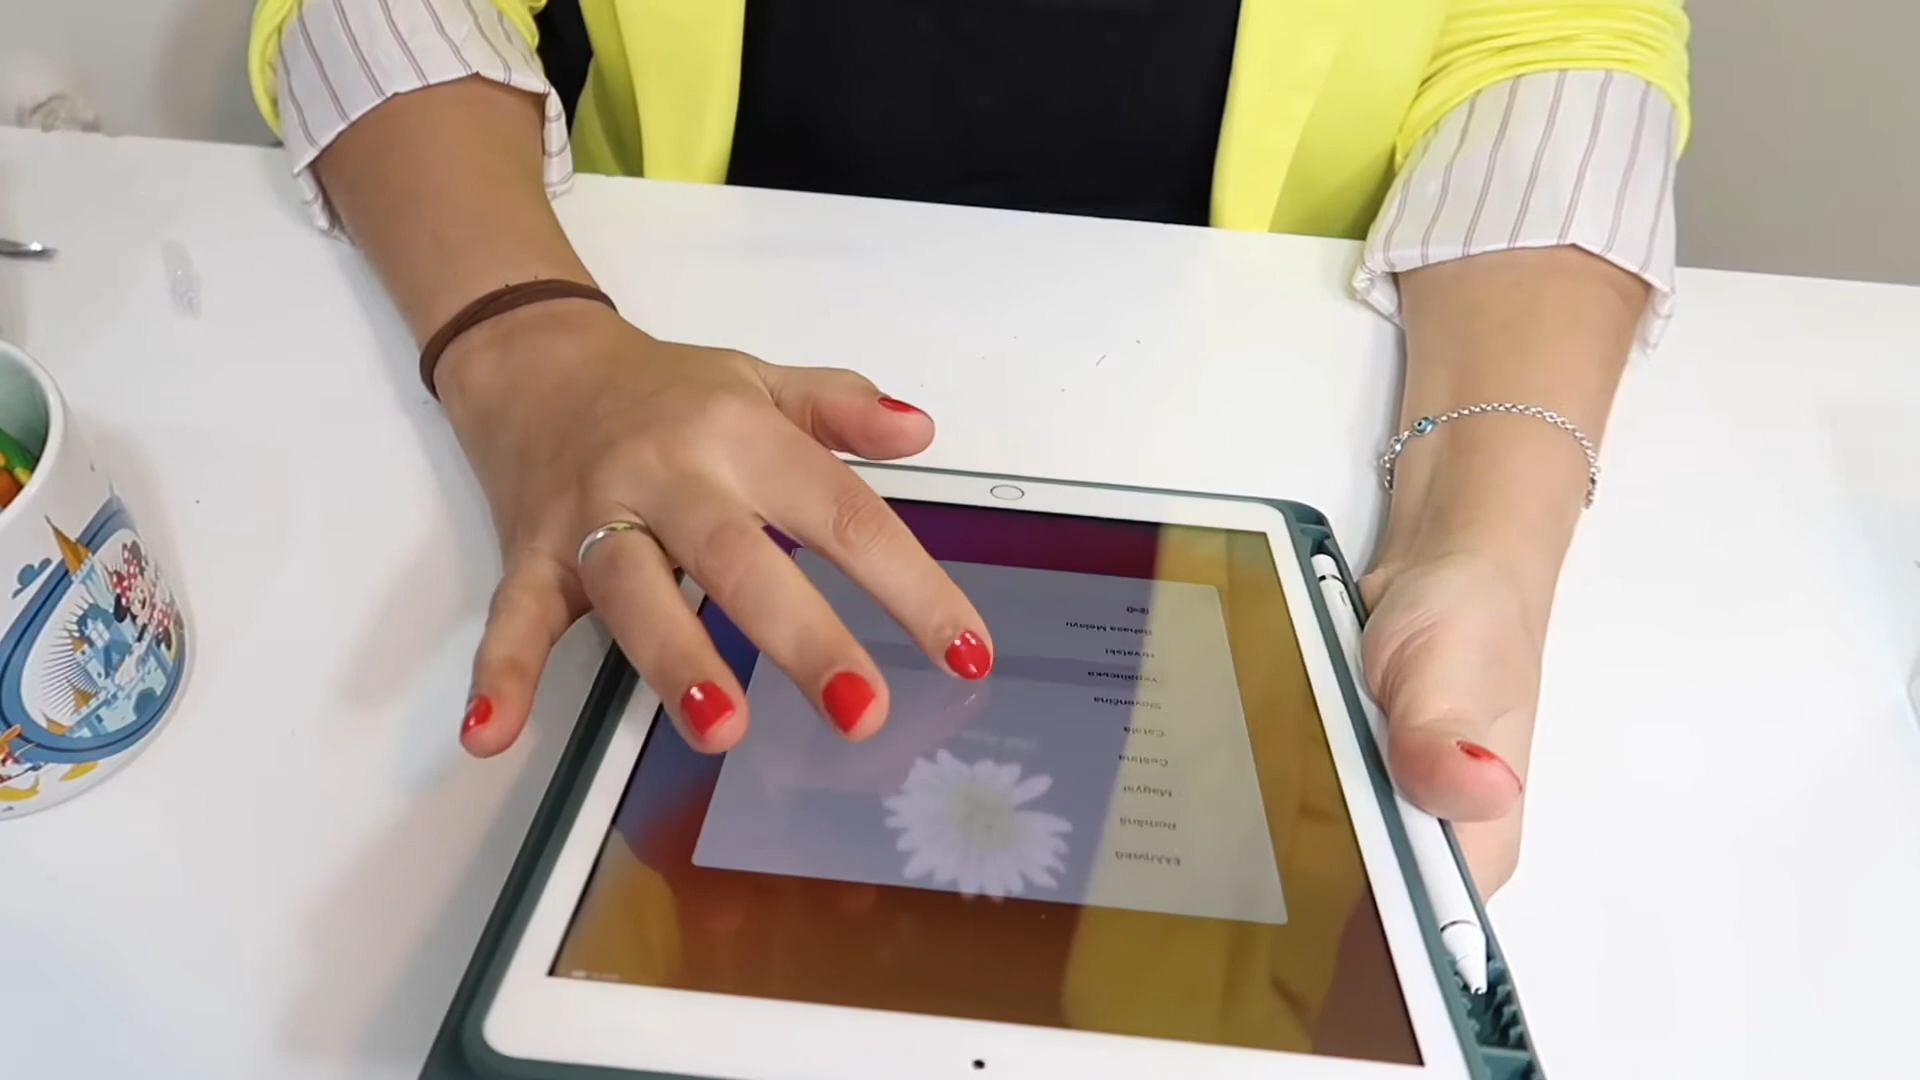 Bahasa Melayu
Hrvatski
Українська
Slovenčina
Català
Čeština
Magyar
Română
Ελληνικά